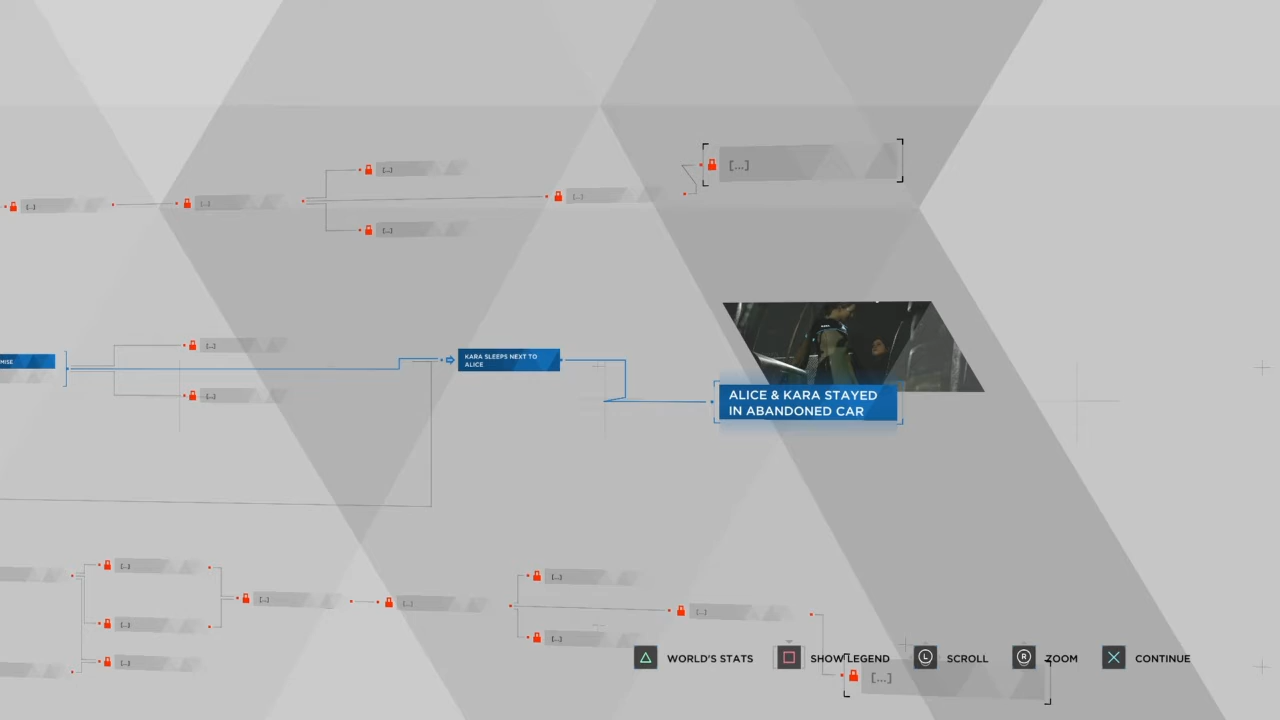 [...]
[...]
[...]
[...]
[...]
[...]
[...]
MISE
KARA SLEEPS NEXT TO
ALICE
[...]
ALICE & KARA STAYED
IN ABANDONED CAR
[...]
[...]
[...]
[...]
[...]
[...]
[...]
[...]
WORLD'S STATS
SHOW LEGEND
L
SCROLL
R
ZOOM
CONTINUE
[...]